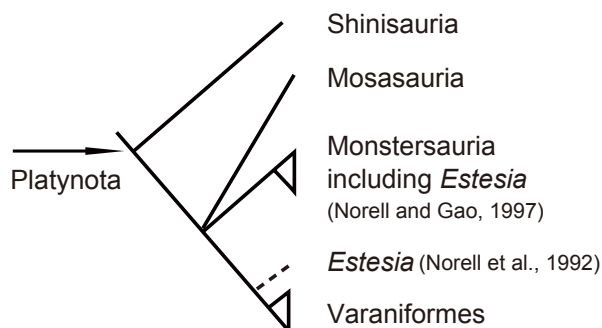 Shinisauria
Mosasauria
Platynota
Monstersauria
including Estesia
(Norell and Gao, 1997)
Estesia (Norell et al., 1992)
Varaniformes